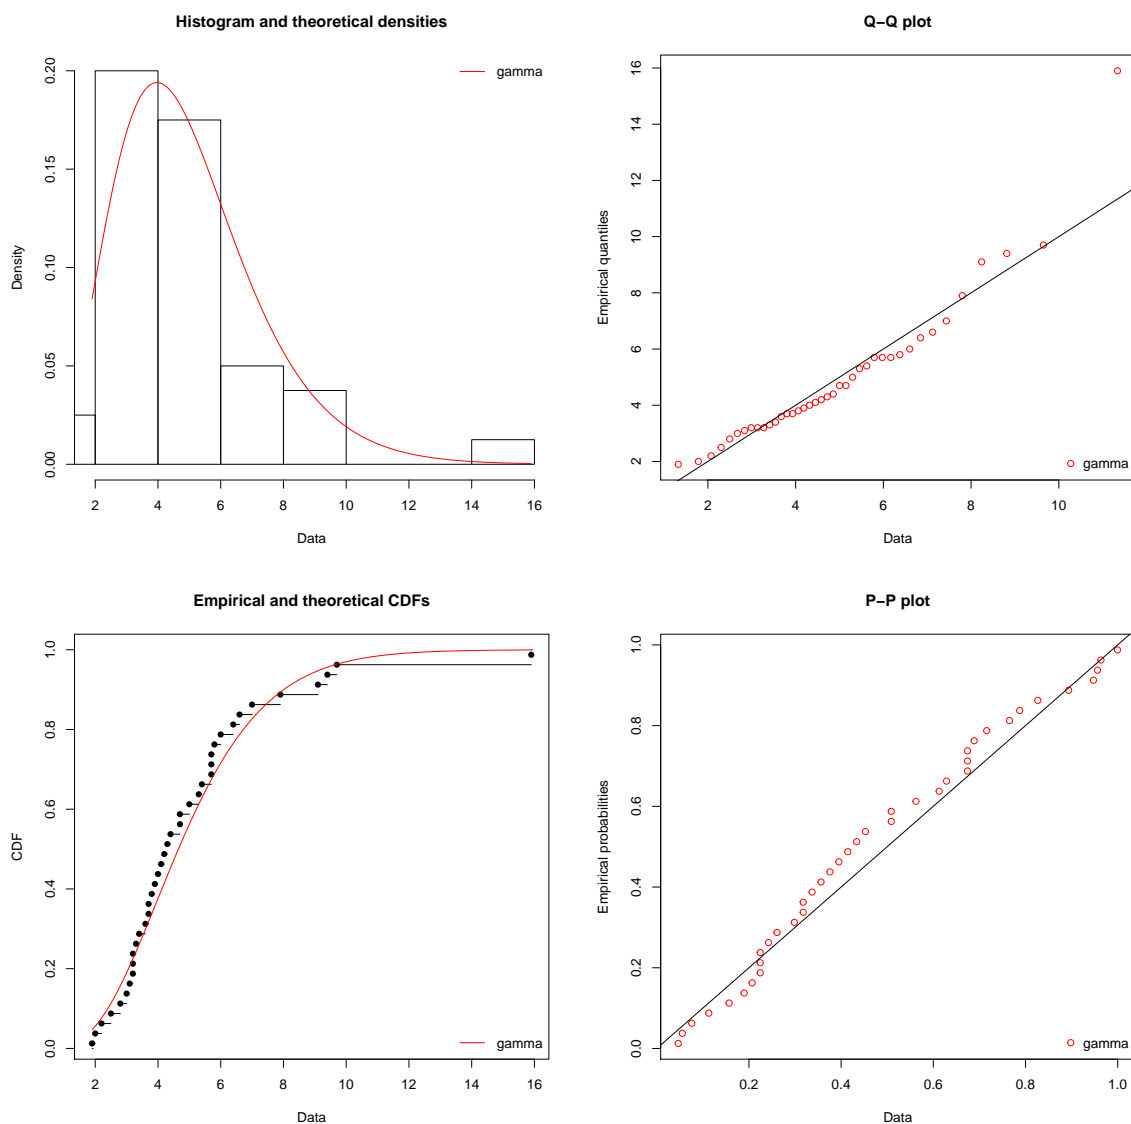 Histogram and theoretical densities
gamma
Density
0.00 0.05 0.10 0.15 0.20
2 4 6 8 10 12 14 16
Data
Q−Q plot
Empirical quantiles
2 4 6 8 10 12 14 16
gamma
2 4 6 8 10
Data
Empirical and theoretical CDFs
CDF
0.0 0.2 0.4 0.6 0.8 1.0
gamma
2 4 6 8 10 12 14 16
Data
P−P plot
Empirical probabilities
0.0 0.2 0.4 0.6 0.8 1.0
gamma
0.2 0.4 0.6 0.8 1.0
Data